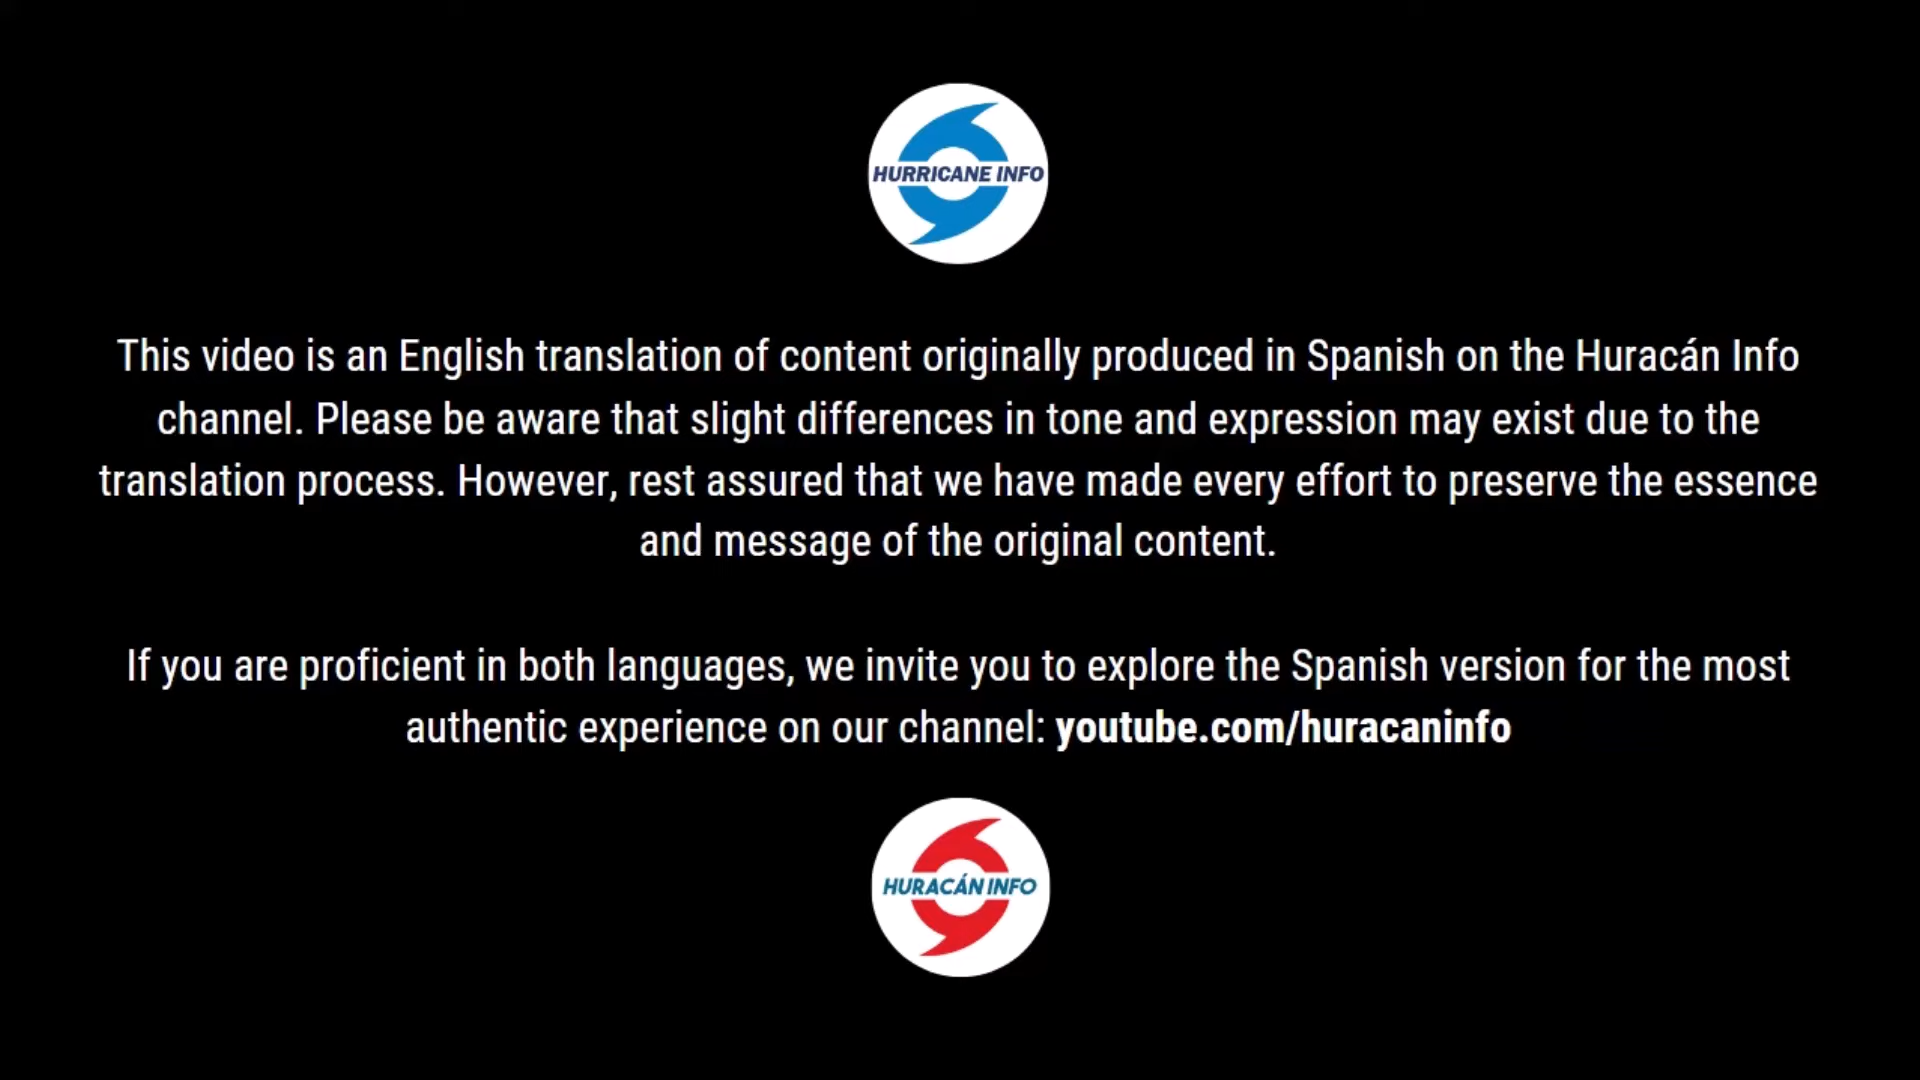 HURRICANE INFO
This video is an English translation of content originally produced in Spanish on the Huracán Info
channel. Please be aware that slight differences in tone and expression may exist due to the
translation process. However, rest assured that we have made every effort to preserve the essence
and message of the original content.
If you are proficient in both languages, we invite you to explore the Spanish version for the most
authentic experience on our channel: youtube.com/huracaninfo
HURACÁN INFO